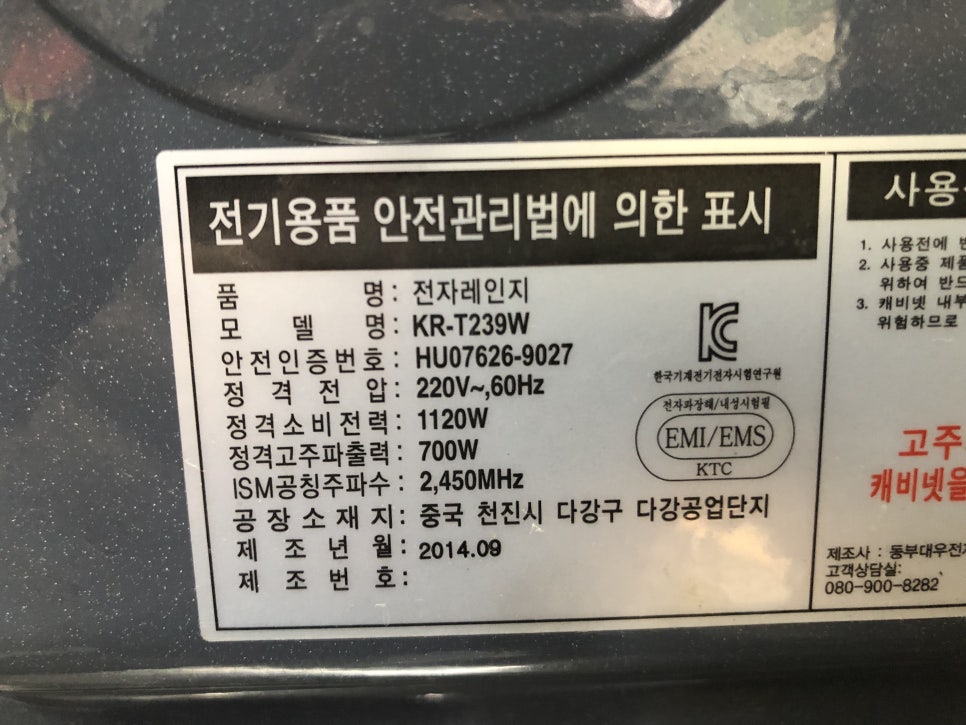 전기용품 안전관리법에 의한 표시
품 명 : 전자레인지
모 델 명 : KR-T239W
안전인증번호 : HU07626-9027
정 격 전 압 : 220V~,60Hz
정격소비전력 : 1120W
정격고주파출력 : 700W
ISM공칭주파수 : 2,450MHz
공 장 소 재 지 : 중국 천진시 다강구 다강공업단지
제 조 년 월 : 2014.09
제 조 번 호 :
한국기계전기전자시험연구원
전자파장해/내성시험필
EMI/EMS
KTC
사용
1. 사용전에
2. 사용중 제품
위하여 반드
3. 캐비넷 내부
위험하므로
고주
캐비넷을
제조사 : 동부대우전자
고객상담실:
080-900-8282